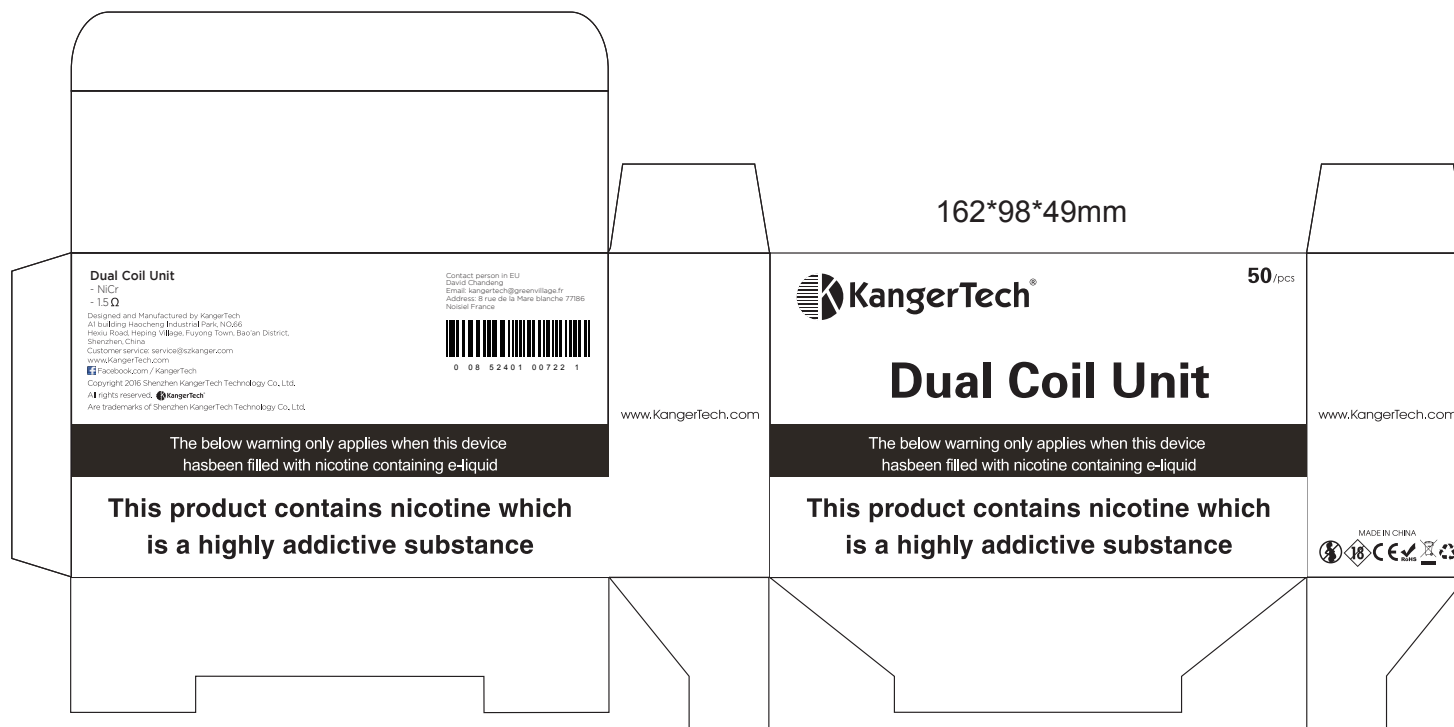 162*98*49mm
Dual Coil Unit
- NiCr
- 1.5 Ω
Designed and Manufactured by KangerTech
A1 building Haocheng Industrial Park, NO.66
Hexiu Road, Heping Village, Fuyong Town, Bao'an District,
Shenzhen, China
Customer service: service@szkanger.com
www.KangerTech.com
Facebook.com / KangerTech
Copyright 2016 Shenzhen KangerTech Technology Co., Ltd.
All rights reserved. KangerTech®
Are trademarks of Shenzhen KangerTech Technology Co., Ltd.
Contact person in EU
David Chandeng
Email: kangertech@greenvillage.fr
Address: 8 rue de la Mare blanche 77186
Noisiel France
0 08 52401 00722 1
The below warning only applies when this device
hasbeen filled with nicotine containing e-liquid
This product contains nicotine which
is a highly addictive substance
www.KangerTech.com
KangerTech®
50/pcs
Dual Coil Unit
The below warning only applies when this device
hasbeen filled with nicotine containing e-liquid
This product contains nicotine which
is a highly addictive substance
www.KangerTech.com
MADE IN CHINA
18 CE RoHS